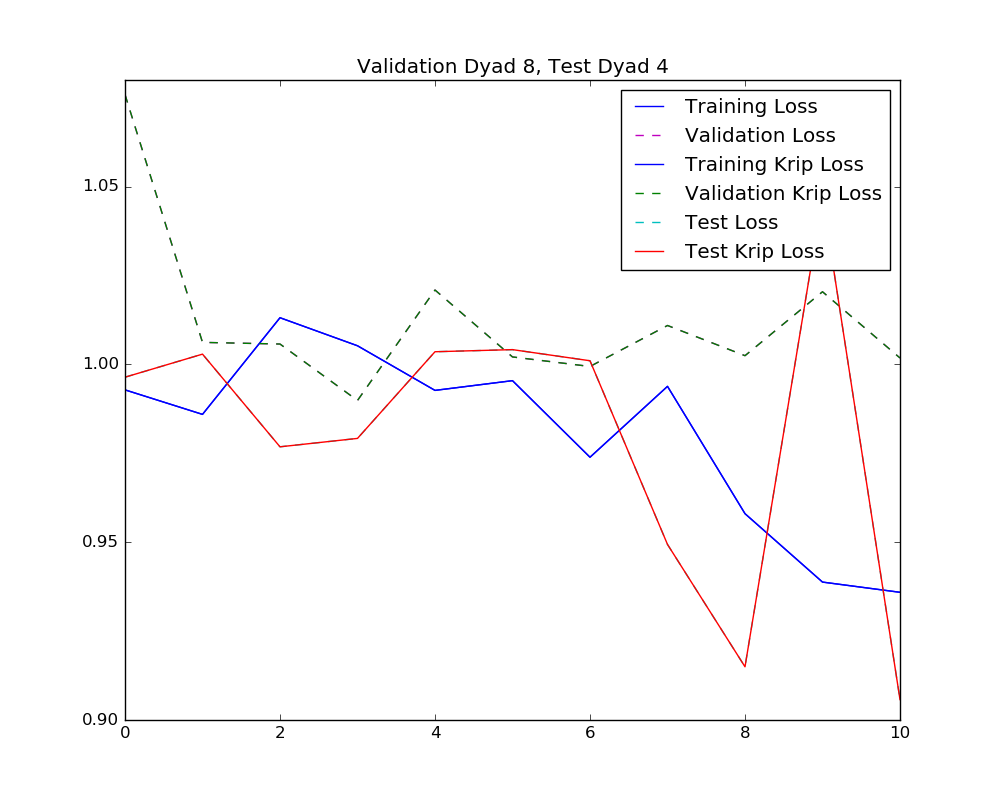 Validation Dyad 8, Test Dyad 4
Training Loss
Validation Loss
Training Krip Loss
Validation Krip Loss
Test Loss
Test Krip Loss
1.05
1.00
0.95
0.90
0 2 4 6 8 10